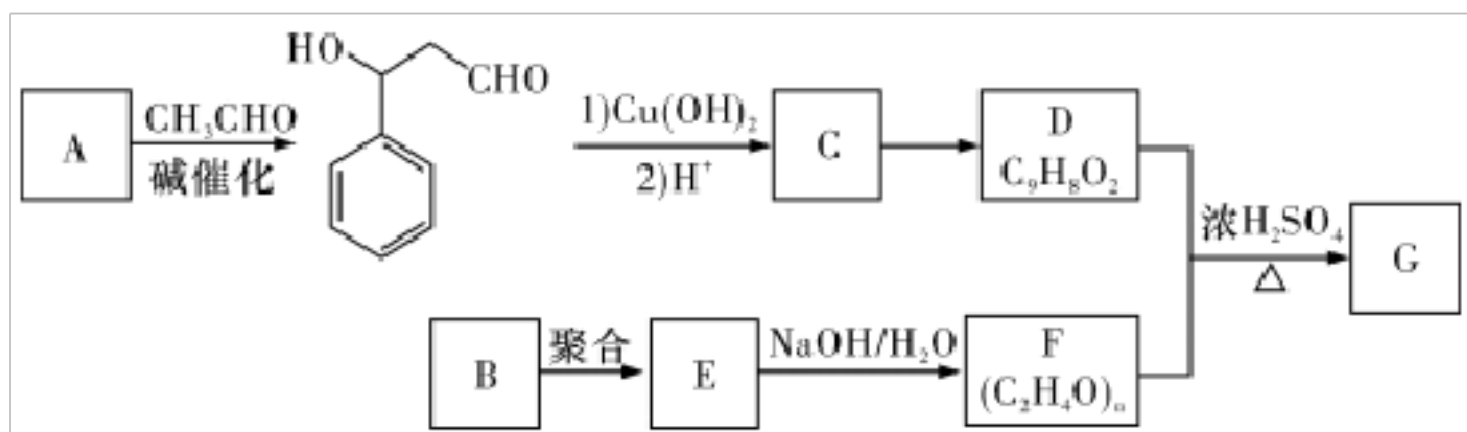 A
CH₃CHO
碱催化
HO
CHO
1)Cu(OH)₂
2)H⁺
C
D
C₉H₈O₂
浓H₂SO₄
△
G
B
聚合
E
NaOH/H₂O
F
(C₂H₄O)ₙ